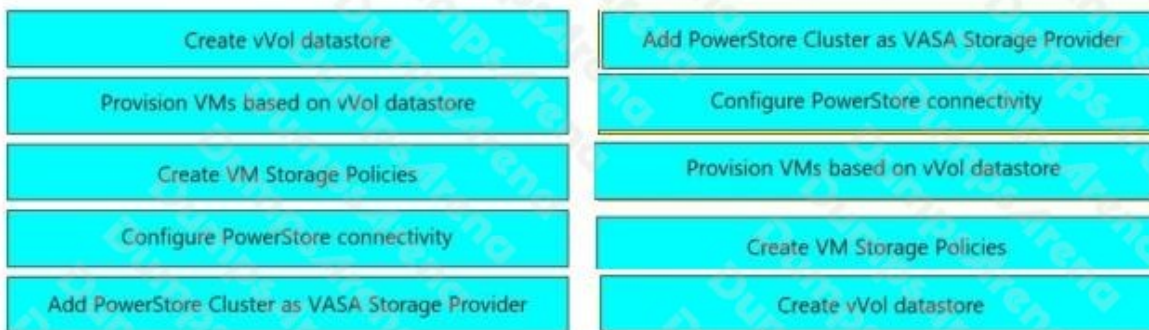 Create vVol datastore
Provision VMs based on vVol datastore
Create VM Storage Policies
Configure PowerStore connectivity
Add PowerStore Cluster as VASA Storage Provider
Add PowerStore Cluster as VASA Storage Provider
Configure PowerStore connectivity
Provision VMs based on vVol datastore
Create VM Storage Policies
Create vVol datastore
DumpsArena